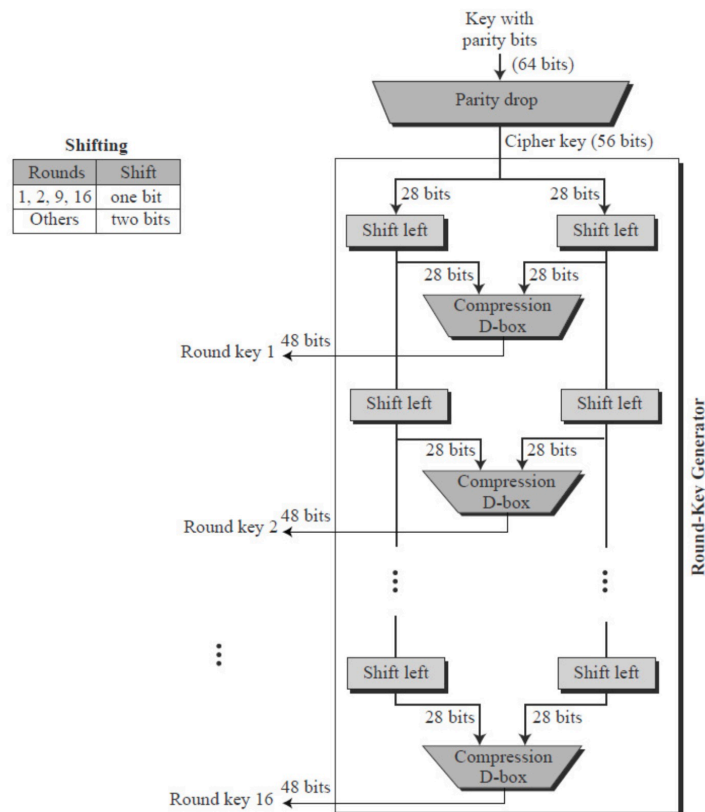 Key with
parity bits
(64 bits)
Parity drop
Cipher key (56 bits)
Shifting
Rounds Shift
1, 2, 9, 16 one bit
Others two bits
28 bits 28 bits
Shift left Shift left
28 bits 28 bits
Compression
D-box
48 bits
Round key 1
Shift left Shift left
28 bits 28 bits
Compression
D-box
48 bits
Round key 2
Round-Key Generator
Shift left Shift left
28 bits 28 bits
Compression
D-box
48 bits
Round key 16